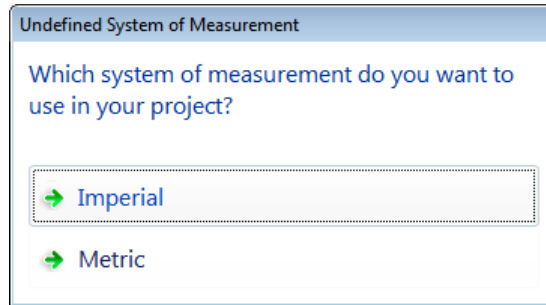 Undefined System of Measurement
Which system of measurement do you want to
use in your project?
Imperial
Metric